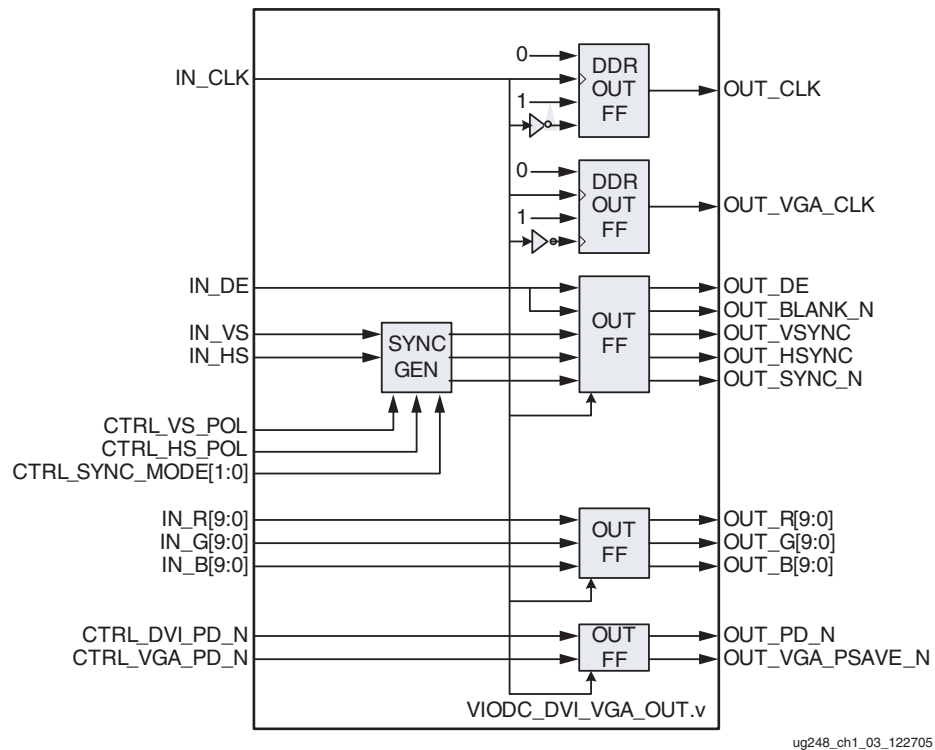 0
DDR
OUT
FF
IN_CLK
1
OUT_CLK
0
DDR
OUT
FF
1
OUT_VGA_CLK
IN_DE
IN_VS
IN_HS
SYNC
GEN
OUT
FF
OUT_DE
OUT_BLANK_N
OUT_VSYNC
OUT_HSYNC
OUT_SYNC_N
CTRL_VS_POL
CTRL_HS_POL
CTRL_SYNC_MODE[1:0]
IN_R[9:0]
IN_G[9:0]
IN_B[9:0]
OUT
FF
OUT_R[9:0]
OUT_G[9:0]
OUT_B[9:0]
CTRL_DVI_PD_N
CTRL_VGA_PD_N
OUT
FF
OUT_PD_N
OUT_VGA_PSAVE_N
VIODC_DVI_VGA_OUT.v
ug248_ch1_03_122705